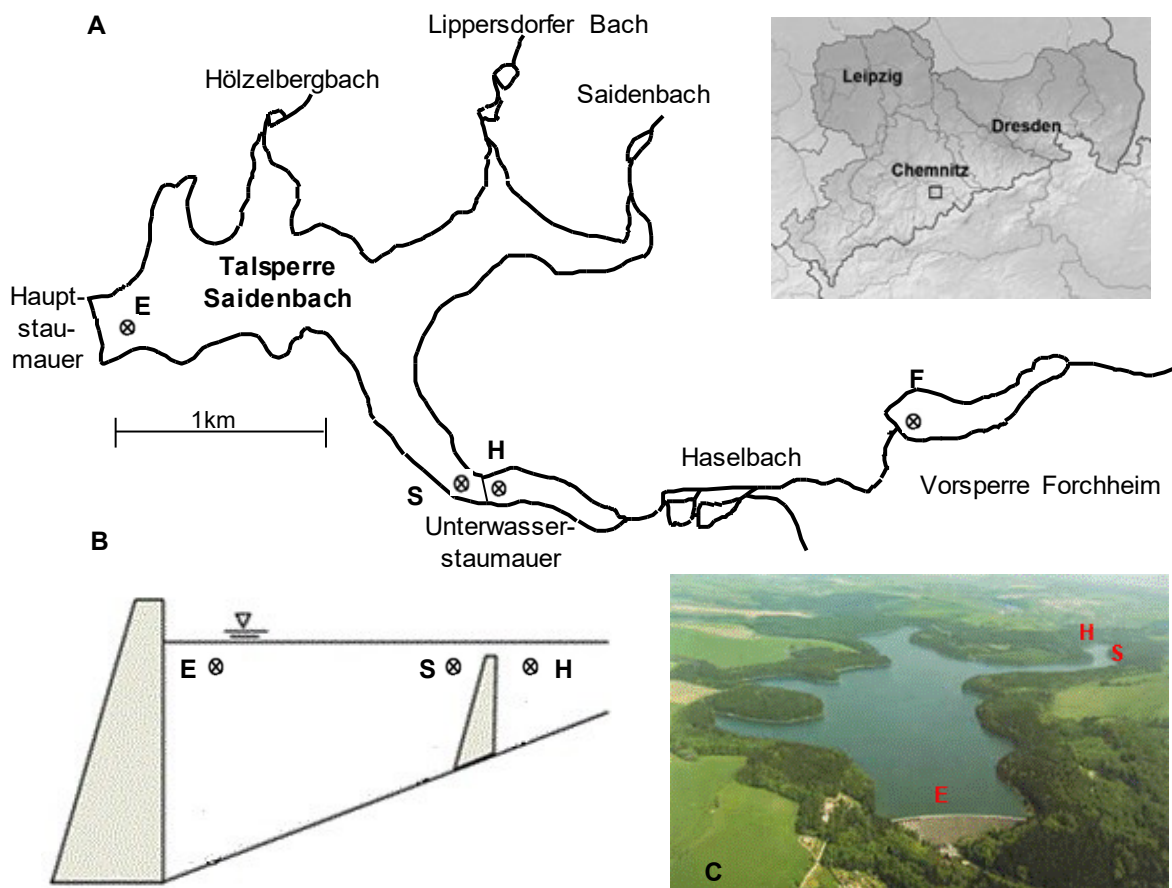 A
Lippersdorfer Bach
Hölzelbergbach
Saidenbach
Leipzig
Dresden
Chemnitz
Talsperre
Saidenbach
Haupt-
stau-
mauer
E
1km
F
H
Haselbach
S
Vorsperre Forchheim
Unterwasser-
staumauer
B
E
S
H
H
S
E
C